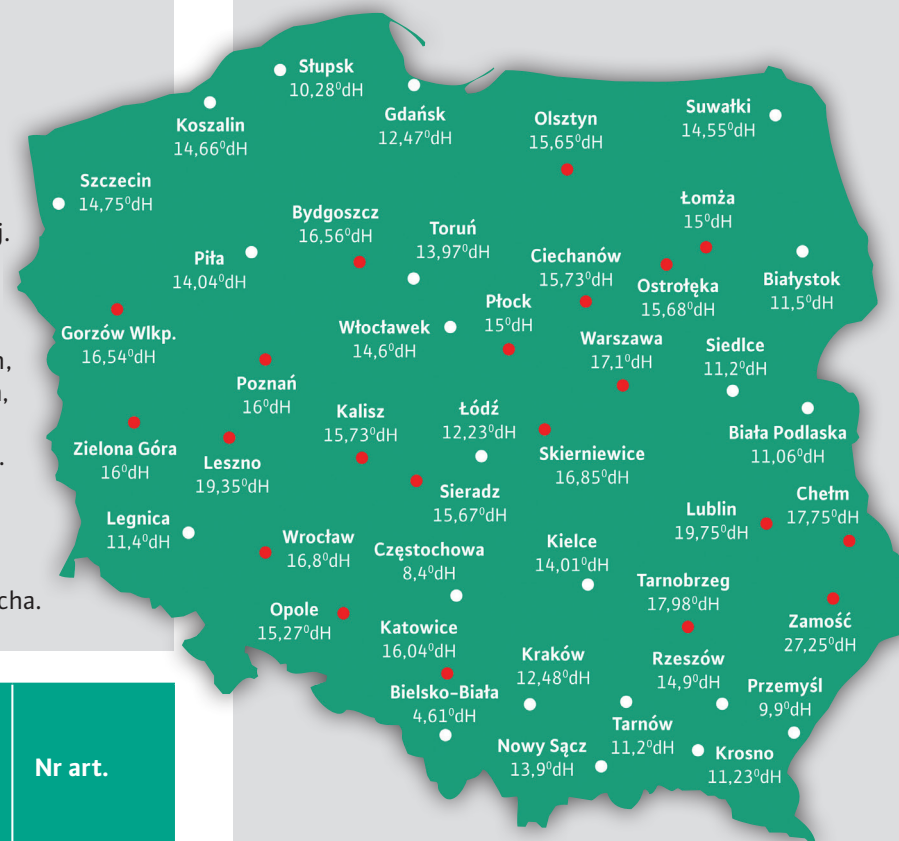 Słupsk
10,28⁰dH
Gdańsk
12,47⁰dH
Koszalin
14,66⁰dH
Olsztyn
15,65⁰dH
Suwałki
14,55⁰dH
Szczecin
14,75⁰dH
Łomża
15⁰dH
Bydgoszcz
16,56⁰dH
Toruń
13,97⁰dH
Piła
14,04⁰dH
Ciechanów
15,73⁰dH
Ostrołęka
15,68⁰dH
Białystok
11,5⁰dH
Płock
15⁰dH
Gorzów Wlkp.
16,54⁰dH
Włocławek
14,6⁰dH
Warszawa
17,1⁰dH
Siedlce
11,2⁰dH
Poznań
16⁰dH
Kalisz
15,73⁰dH
Łódź
12,23⁰dH
Biała Podlaska
11,06⁰dH
Zielona Góra
16⁰dH
Leszno
19,35⁰dH
Skierniewice
16,85⁰dH
Sieradz
15,67⁰dH
Chełm
17,75⁰dH
Lublin
19,75⁰dH
Legnica
11,4⁰dH
Wrocław
16,8⁰dH
Częstochowa
8,4⁰dH
Kielce
14,01⁰dH
Tarnobrzeg
17,98⁰dH
Opole
15,27⁰dH
Zamość
27,25⁰dH
Katowice
16,04⁰dH
Kraków
12,48⁰dH
Rzeszów
14,9⁰dH
Bielsko-Biała
4,61⁰dH
Przemyśl
9,9⁰dH
Tarnów
11,2⁰dH
Nowy Sącz
13,9⁰dH
Krosno
11,23⁰dH
cha.
Nr art.